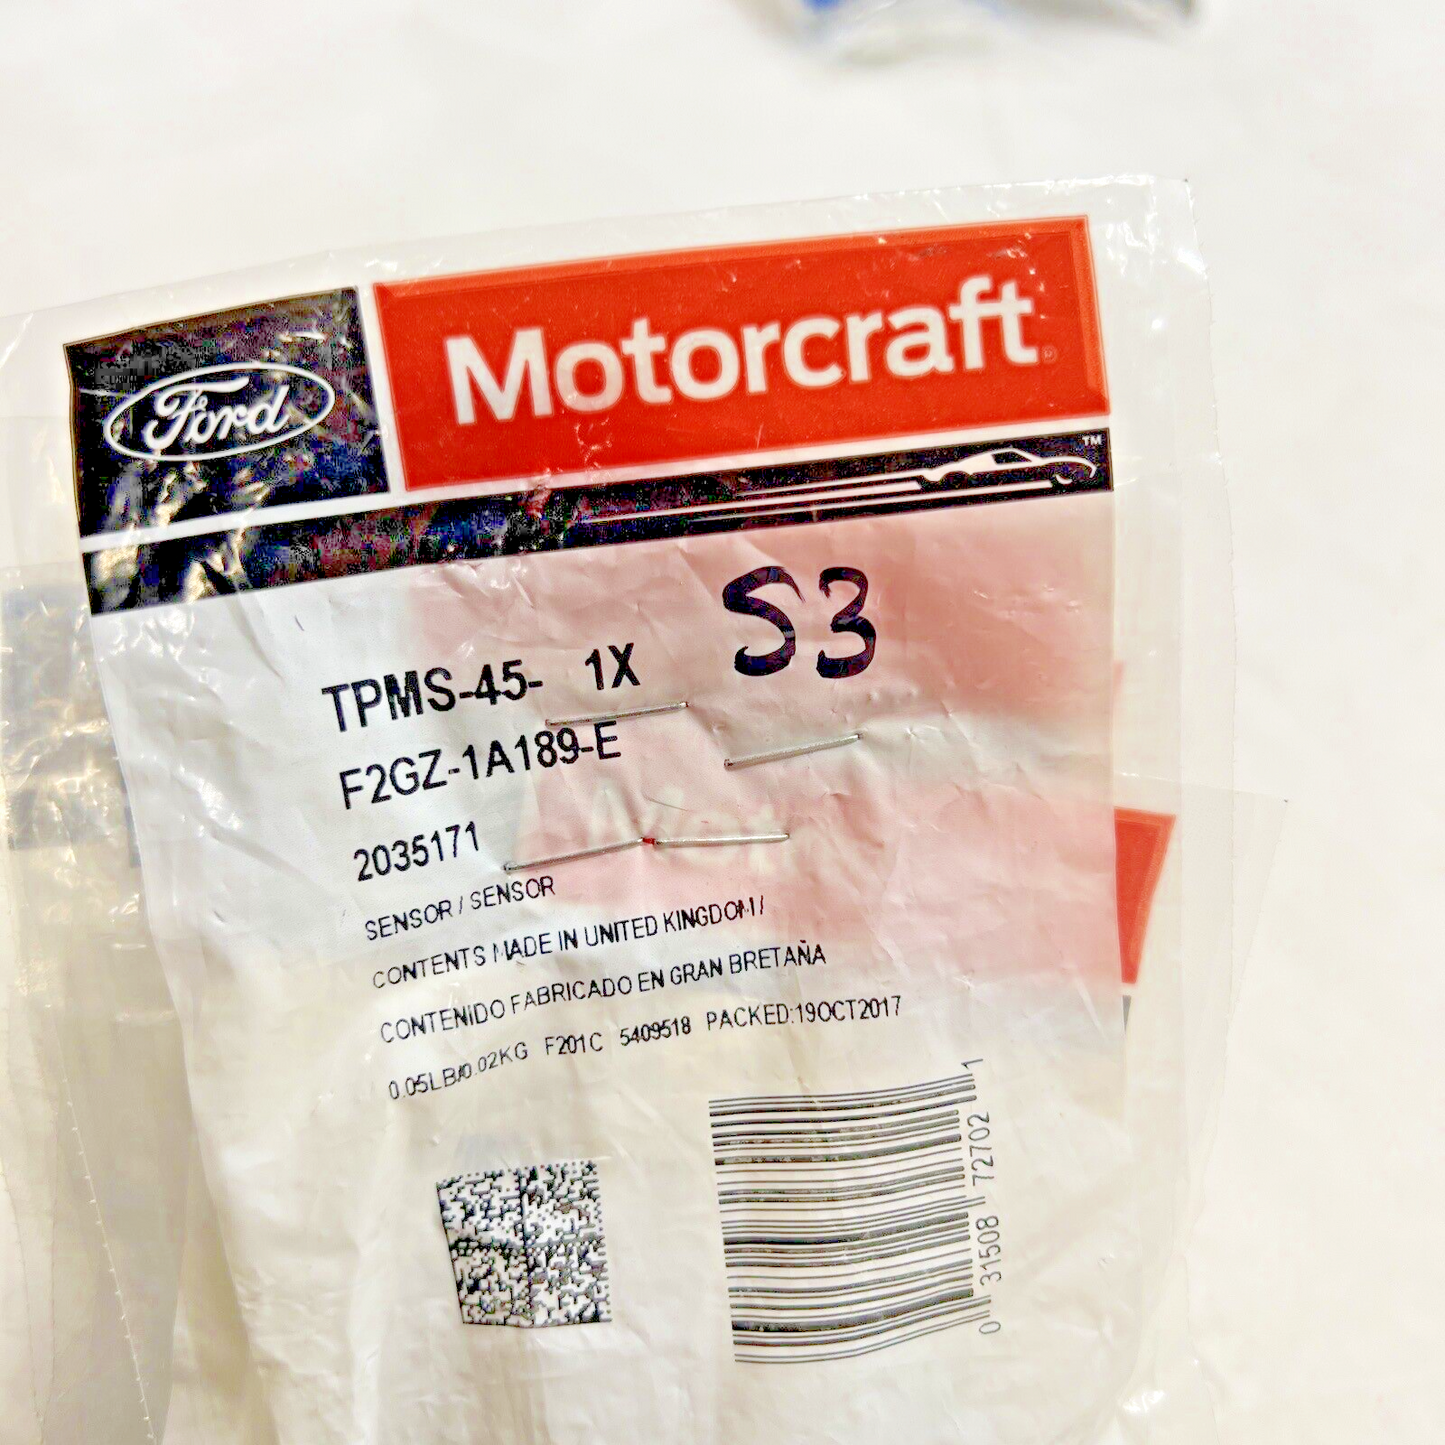 Ford
Motorcraft®
™
S3
TPMS-45- 1X
F2GZ-1A189-E
2035171
SENSOR / SENSOR
CONTENTS MADE IN UNITED KINGDOM/
CONTENIDO FABRICADO EN GRAN BRETAÑA
0.05LB/0.02KG F201C 5409518 PACKED:19OCT2017
0 31508 72702 1